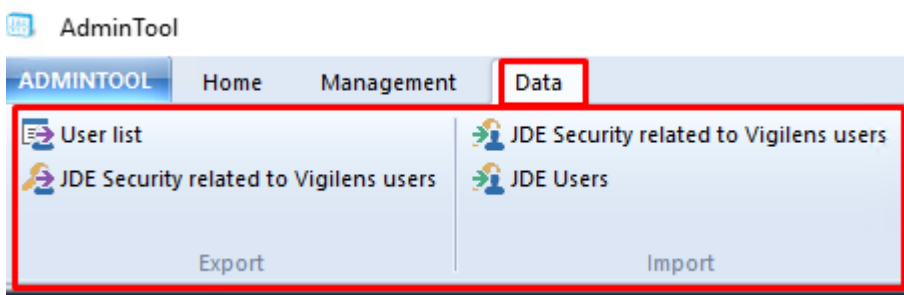 AdminTool
ADMINTOOL Home Management Data
User list
JDE Security related to Vigilens users
Export
JDE Security related to Vigilens users
JDE Users
Import